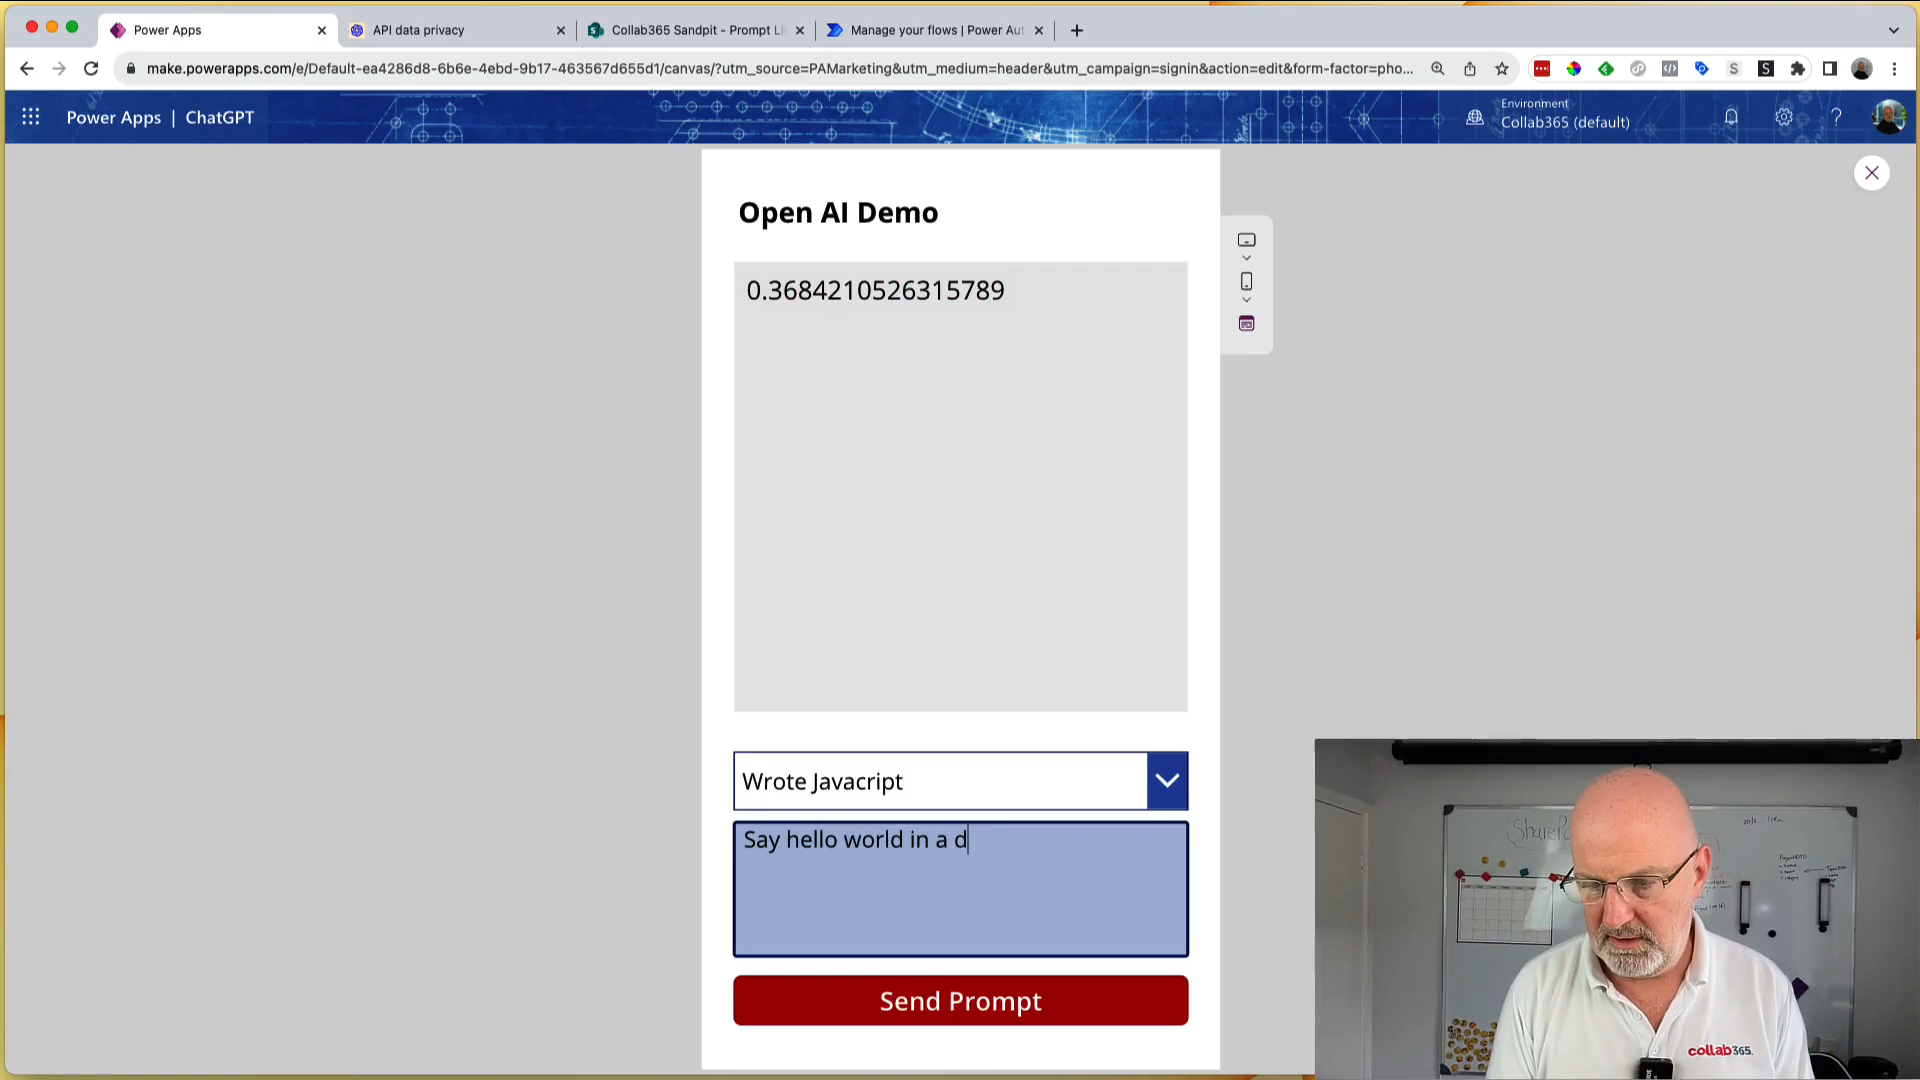 Power Apps
API data privacy
Collab365 Sandpit - Prompt Li
Manage your flows | Power Aut
make.powerapps.com/e/Default-ea4286d8-6b6e-4ebd-9b17-463567d655d1/canvas/?utm_source=PAMarketing&utm_medium=header&utm_campaign=signin&action=edit&form-factor=pho...
Power Apps | ChatGPT
Environment
Collab365 (default)
Open AI Demo
0.3684210526315789
Wrote Javacript
Say hello world in a d
Send Prompt
collab365.